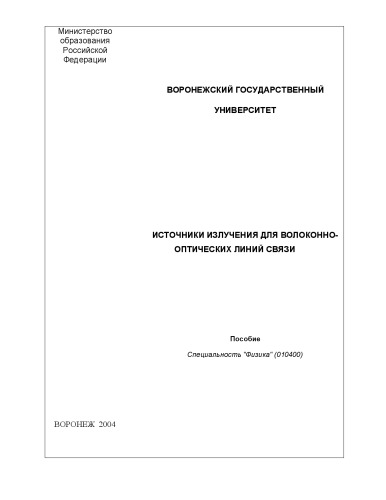 Министерство
образования
Российской
Федерации
ВОРОНЕЖСКИЙ ГОСУДАРСТВЕННЫЙ
УНИВЕРСИТЕТ
ИСТОЧНИКИ ИЗЛУЧЕНИЯ ДЛЯ ВОЛОКОННО-
ОПТИЧЕСКИХ ЛИНИЙ СВЯЗИ
Пособие
Специальность "Физика" (010400)
ВОРОНЕЖ 2004